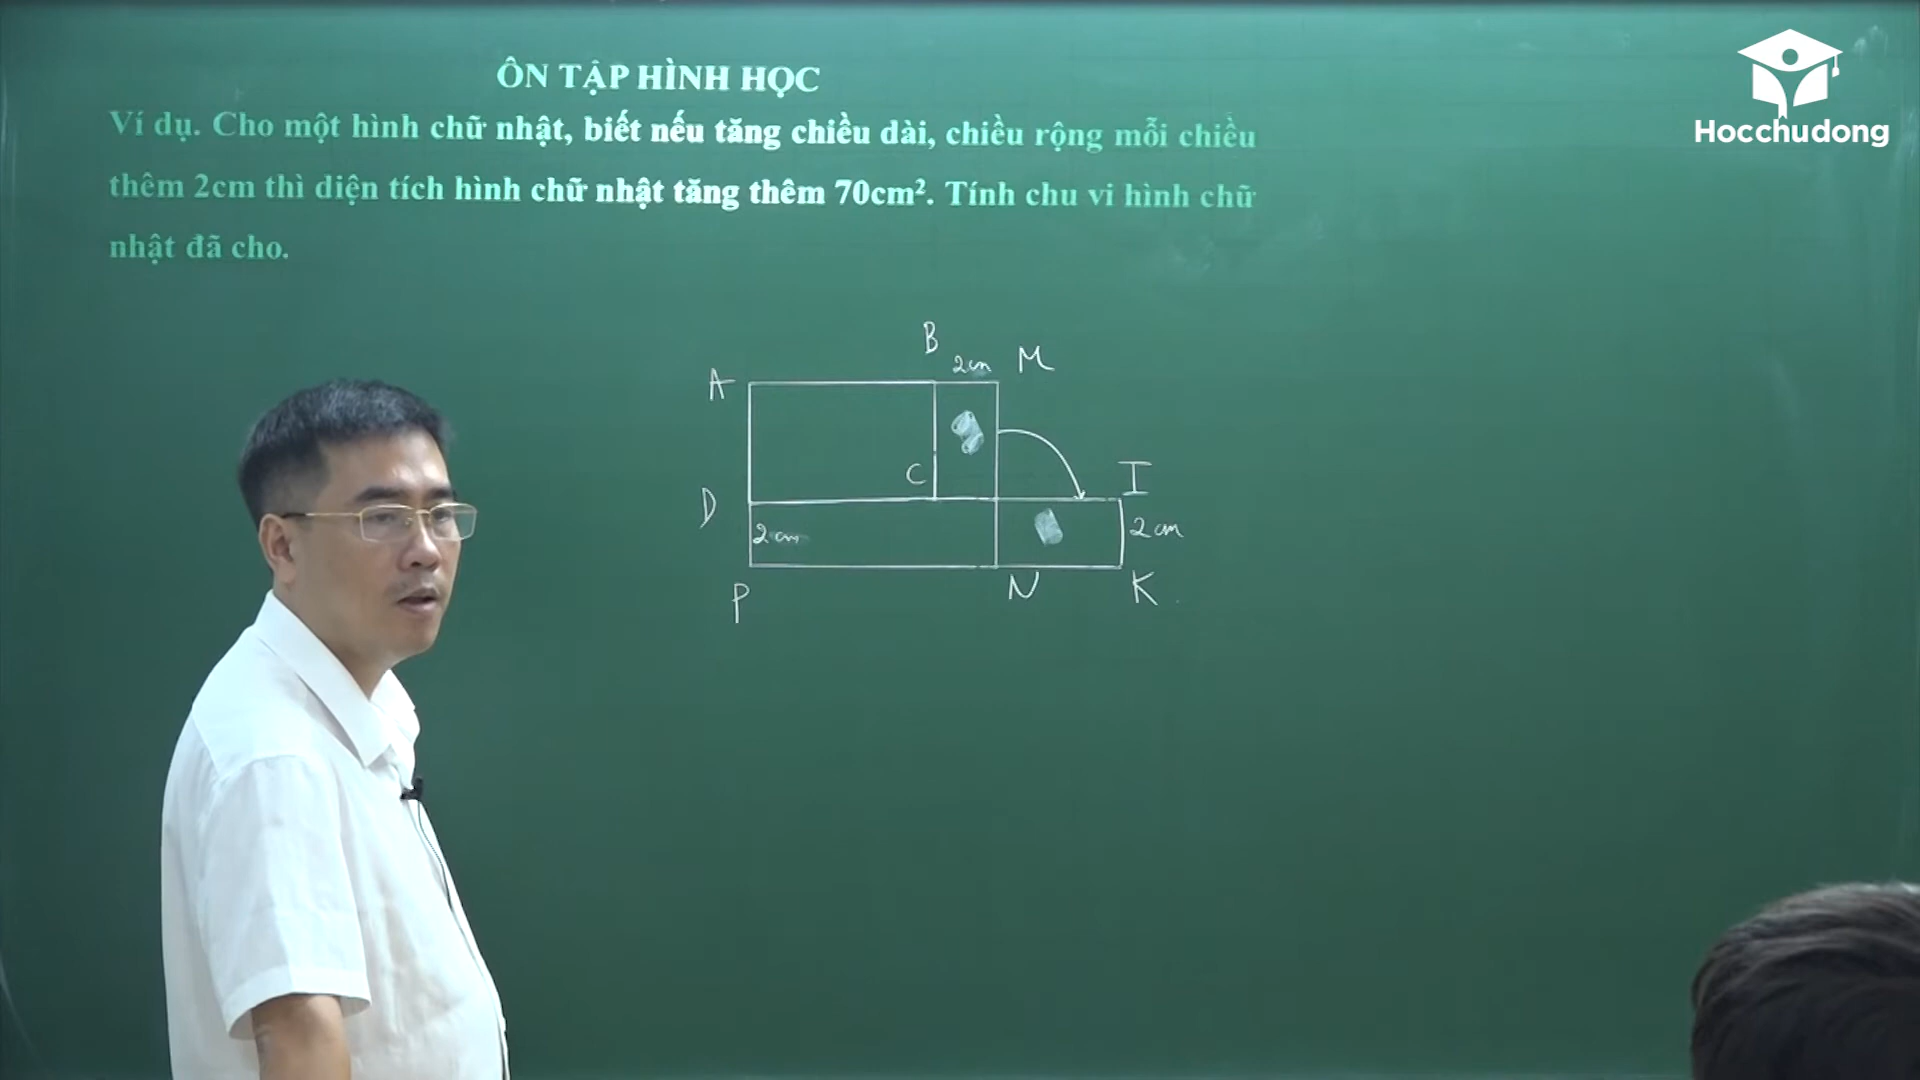 Hocchudong
ÔN TẬP HÌNH HỌC
Ví dụ. Cho một hình chữ nhật, biết nếu tăng chiều dài, chiều rộng mỗi chiều
thêm 2cm thì diện tích hình chữ nhật tăng thêm 70cm². Tính chu vi hình chữ
nhật đã cho.
B
2cm
M
A
C
I
D
2cm
2cm
P
N
K